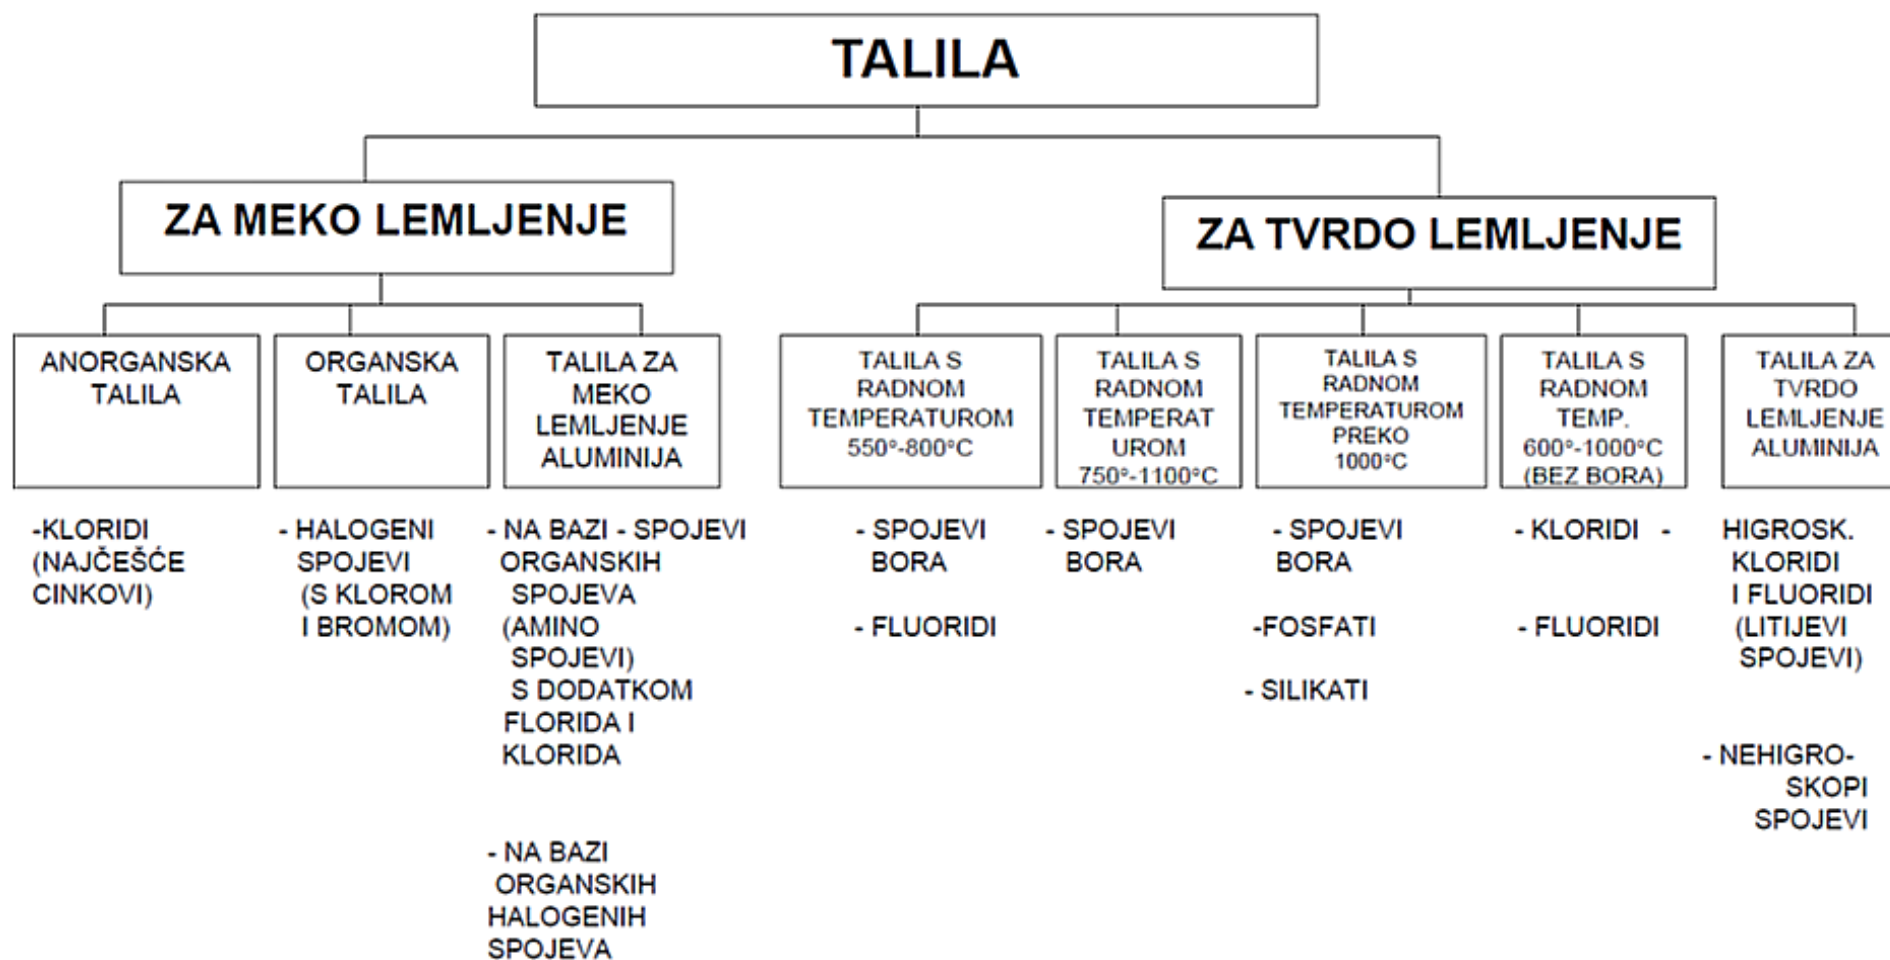 TALILA
ZA MEKO LEMLJENJE
ZA TVRDO LEMLJENJE
ANORGANSKA
TALILA
ORGANSKA
TALILA
TALILA ZA
MEKO
LEMLJENJE
ALUMINIJA
TALILA S
RADNOM
TEMPERATUROM
550°-800°C
TALILA S
RADNOM
TEMPERAT
UROM
750°-1100°C
TALILA S
RADNOM
TEMPERATUROM
PREKO
1000°C
TALILA S
RADNOM
TEMP.
600°-1000°C
(BEZ BORA)
TALILA ZA
TVRDO
LEMLJENJE
ALUMINIJA
-KLORIDI
(NAJČEŠĆE
CINKOVI)
- HALOGENI
SPOJEVI
(S KLOROM
I BROMOM)
- NA BAZI - SPOJEVI
ORGANSKIH
SPOJEVA
(AMINO
SPOJEVI)
S DODATKOM
FLORIDA I
KLORIDA
- NA BAZI
ORGANSKIH
HALOGENIH
SPOJEVA
- SPOJEVI
BORA
- FLUORIDI
- SPOJEVI
BORA
- SPOJEVI
BORA
-FOSFATI
- SILIKATI
- KLORIDI -
- FLUORIDI
HIGROSK.
KLORIDI
I FLUORIDI
(LITIJEVI
SPOJEVI)
- NEHIGRO-
SKOPI
SPOJEVI